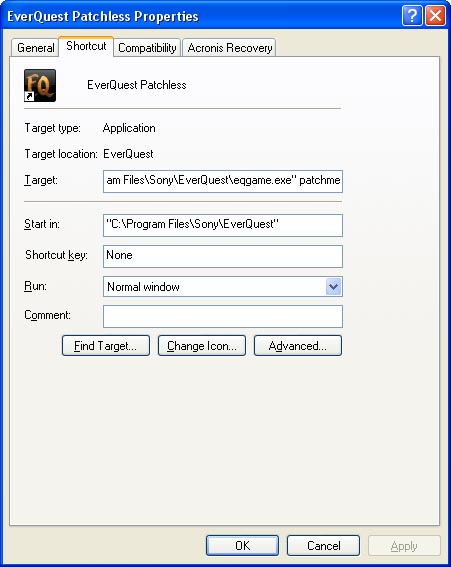 EverQuest Patchless Properties
General Shortcut Compatibility Acronis Recovery
EQ
EverQuest Patchless
Target type: Application
Target location: EverQuest
Target: am Files\Sony\EverQuest\eqgame.exe" patchme
Start in: "C:\Program Files\Sony\EverQuest"
Shortcut key: None
Run: Normal window
Comment:
Find Target... Change Icon... Advanced...
OK Cancel Apply